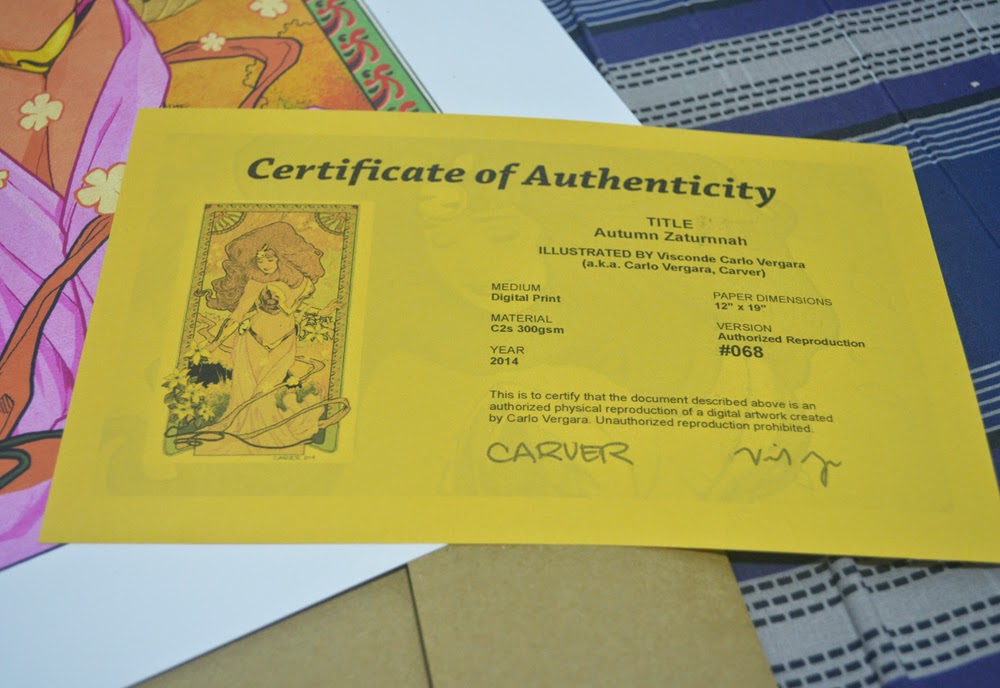 Certificate of Authenticity
TITLE
Autumn Zaturnnah
ILLUSTRATED BY Visconde Carlo Vergara
(a.k.a. Carlo Vergara, Carver)
MEDIUM
Digital Print
MATERIAL
C2s 300gsm
YEAR
2014
PAPER DIMENSIONS
12" x 19"
VERSION
Authorized Reproduction
#068
This is to certify that the document described above is an
authorized physical reproduction of a digital artwork created
by Carlo Vergara. Unauthorized reproduction prohibited.
CARVER